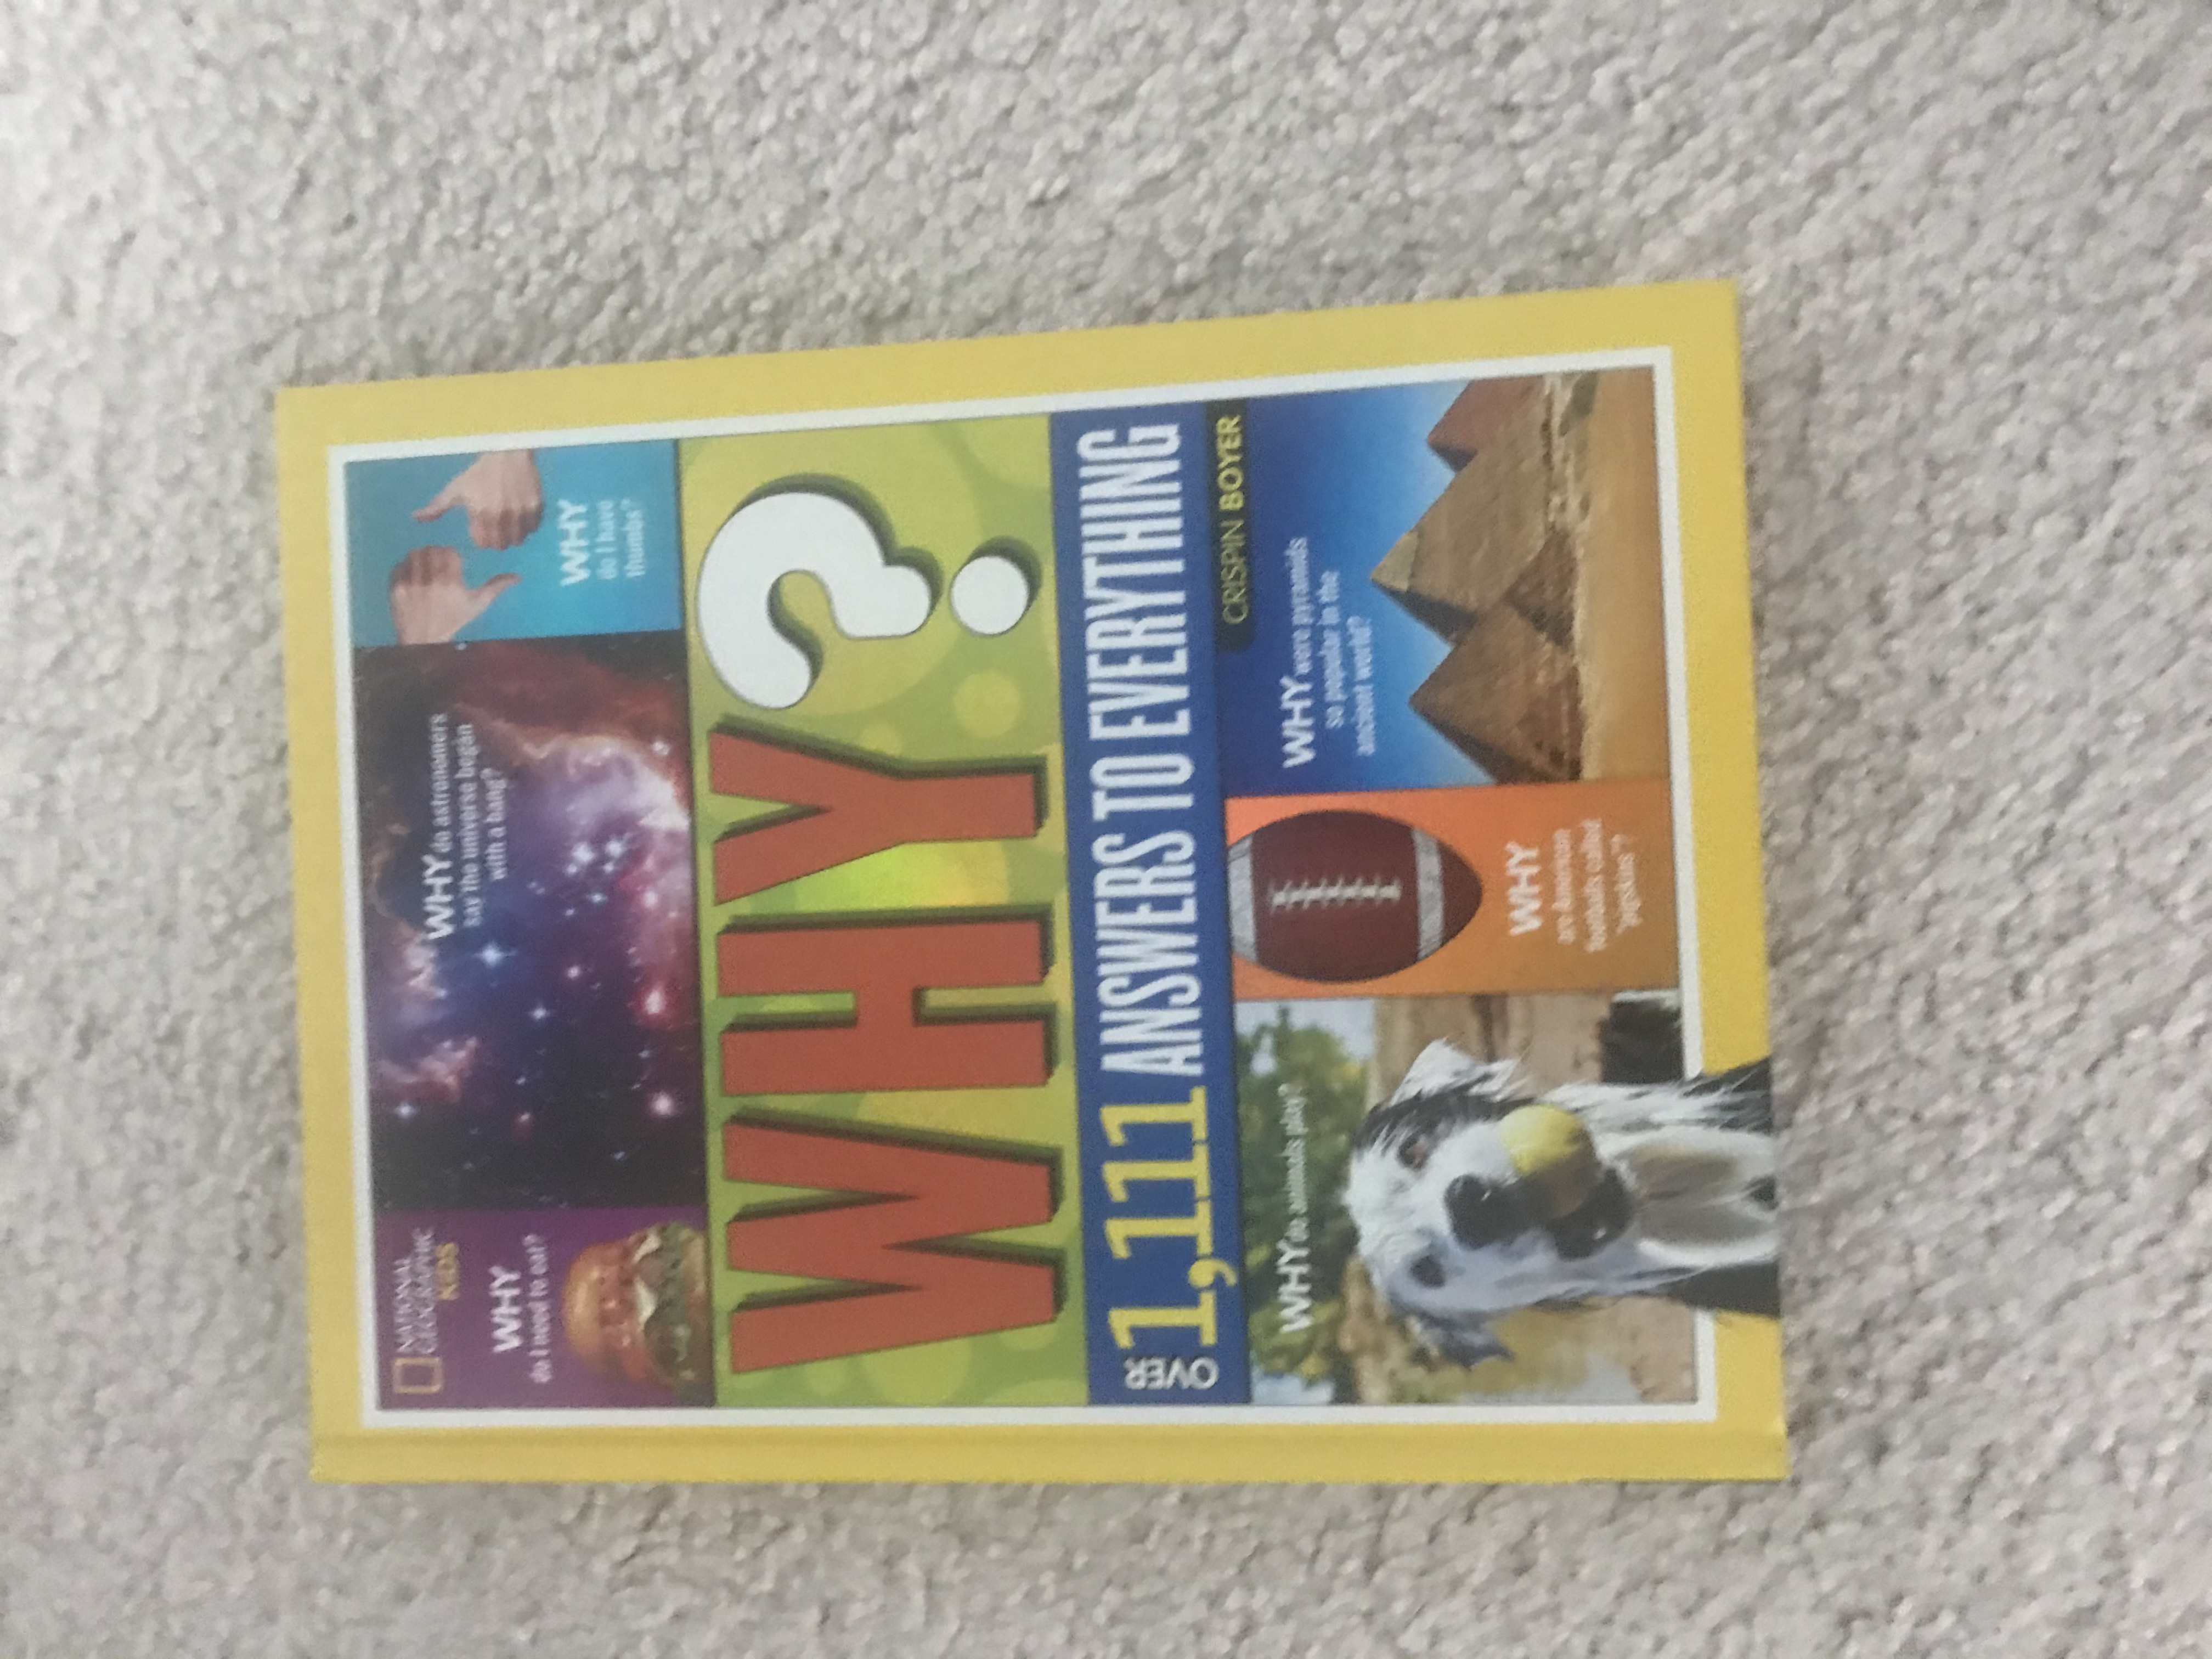 NATIONAL
GEOGRAPHIC
KiDS
WHY
do I need to eat?
WHY do astronomers
say the universe began
with a bang?
WHY
do I have
thumbs?
WHY?
OVER 1,111 ANSWERS TO EVERYTHING
CRISPIN BOYER
WHY do animals play?
WHY
are American
footballs called
"pigskins"?
WHY were pyramids
so popular in the
ancient world?